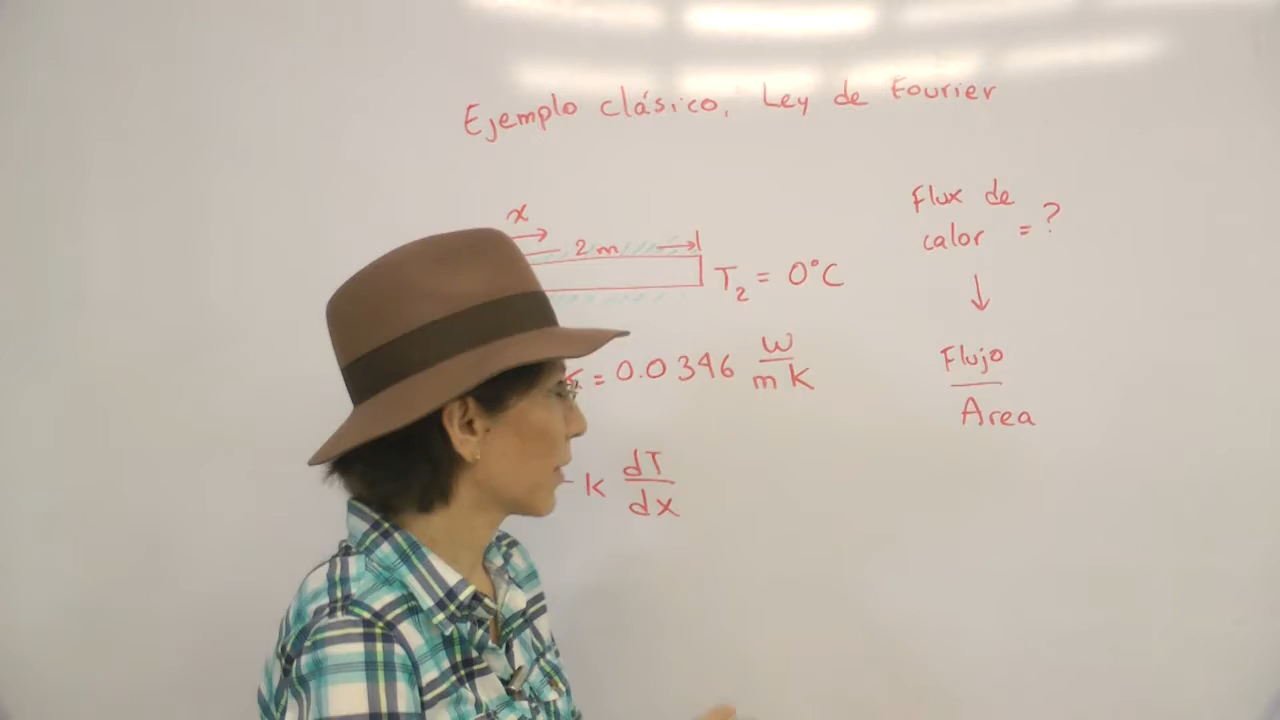 Ejemplo clásico, Ley de Fourier
x
2 m
T₂ = 0°C
= 0.0346 W/mK
- k dT/dx
Flux de
calor = ?
↓
Flujo
Area